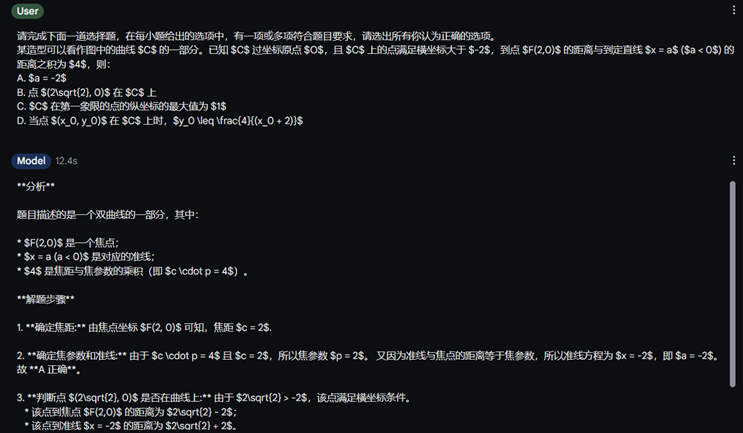 User
请完成下面一道选择题，在每小题给出的选项中，有一项或多项符合题目要求，请选出所有你认为正确的选项。
某造型可以看作图中的曲线 $C$ 的一部分。已知 $C$ 过坐标原点 $O$，且 $C$ 上的点满足横坐标大于 $-2$，到点 $F(2,0)$ 的距离与到定直线 $x = a$ ($a < 0$) 的
距离之积为 $4$，则：
A. $a = -2$
B. 点 $(2\sqrt{2}, 0)$ 在 $C$ 上
C. $C$ 在第一象限的点的纵坐标的最大值为 $1$
D. 当点 $(x_0, y_0)$ 在 $C$ 上时，$y_0 \leq \frac{4}{(x_0 + 2)}$
Model 12.4s
**分析**
题目描述的是一个双曲线的一部分，其中：
* $F(2,0)$ 是一个焦点；
* $x = a (a < 0)$ 是对应的准线；
* $4$ 是焦距与焦参数的乘积（即 $c \cdot p = 4$）。
**解题步骤**
1. **确定焦距:** 由焦点坐标 $F(2, 0)$ 可知，焦距 $c = 2$.
2. **确定焦参数和准线:** 由于 $c \cdot p = 4$ 且 $c = 2$，所以焦参数 $p = 2$。 又因为准线与焦点的距离等于焦参数，所以准线方程为 $x = -2$，即 $a = -2$。
故 **A 正确**。
3. **判断点 $(2\sqrt{2}, 0)$ 是否在曲线上:** 由于 $2\sqrt{2} > -2$，该点满足横坐标条件。
* 该点到焦点 $F(2,0)$ 的距离为 $2\sqrt{2} - 2$；
* 该点到准线 $x = -2$ 的距离为 $2\sqrt{2} + 2$。